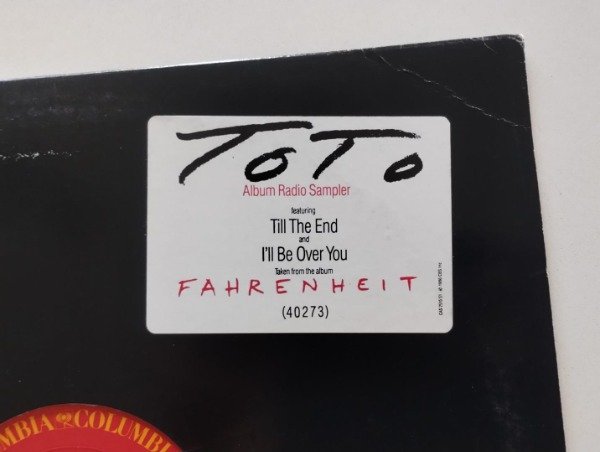 TOTO
Album Radio Sampler
featuring
Till The End
and
I'll Be Over You
Taken from the album
FAHRENHEIT
(40273)
COLUMB